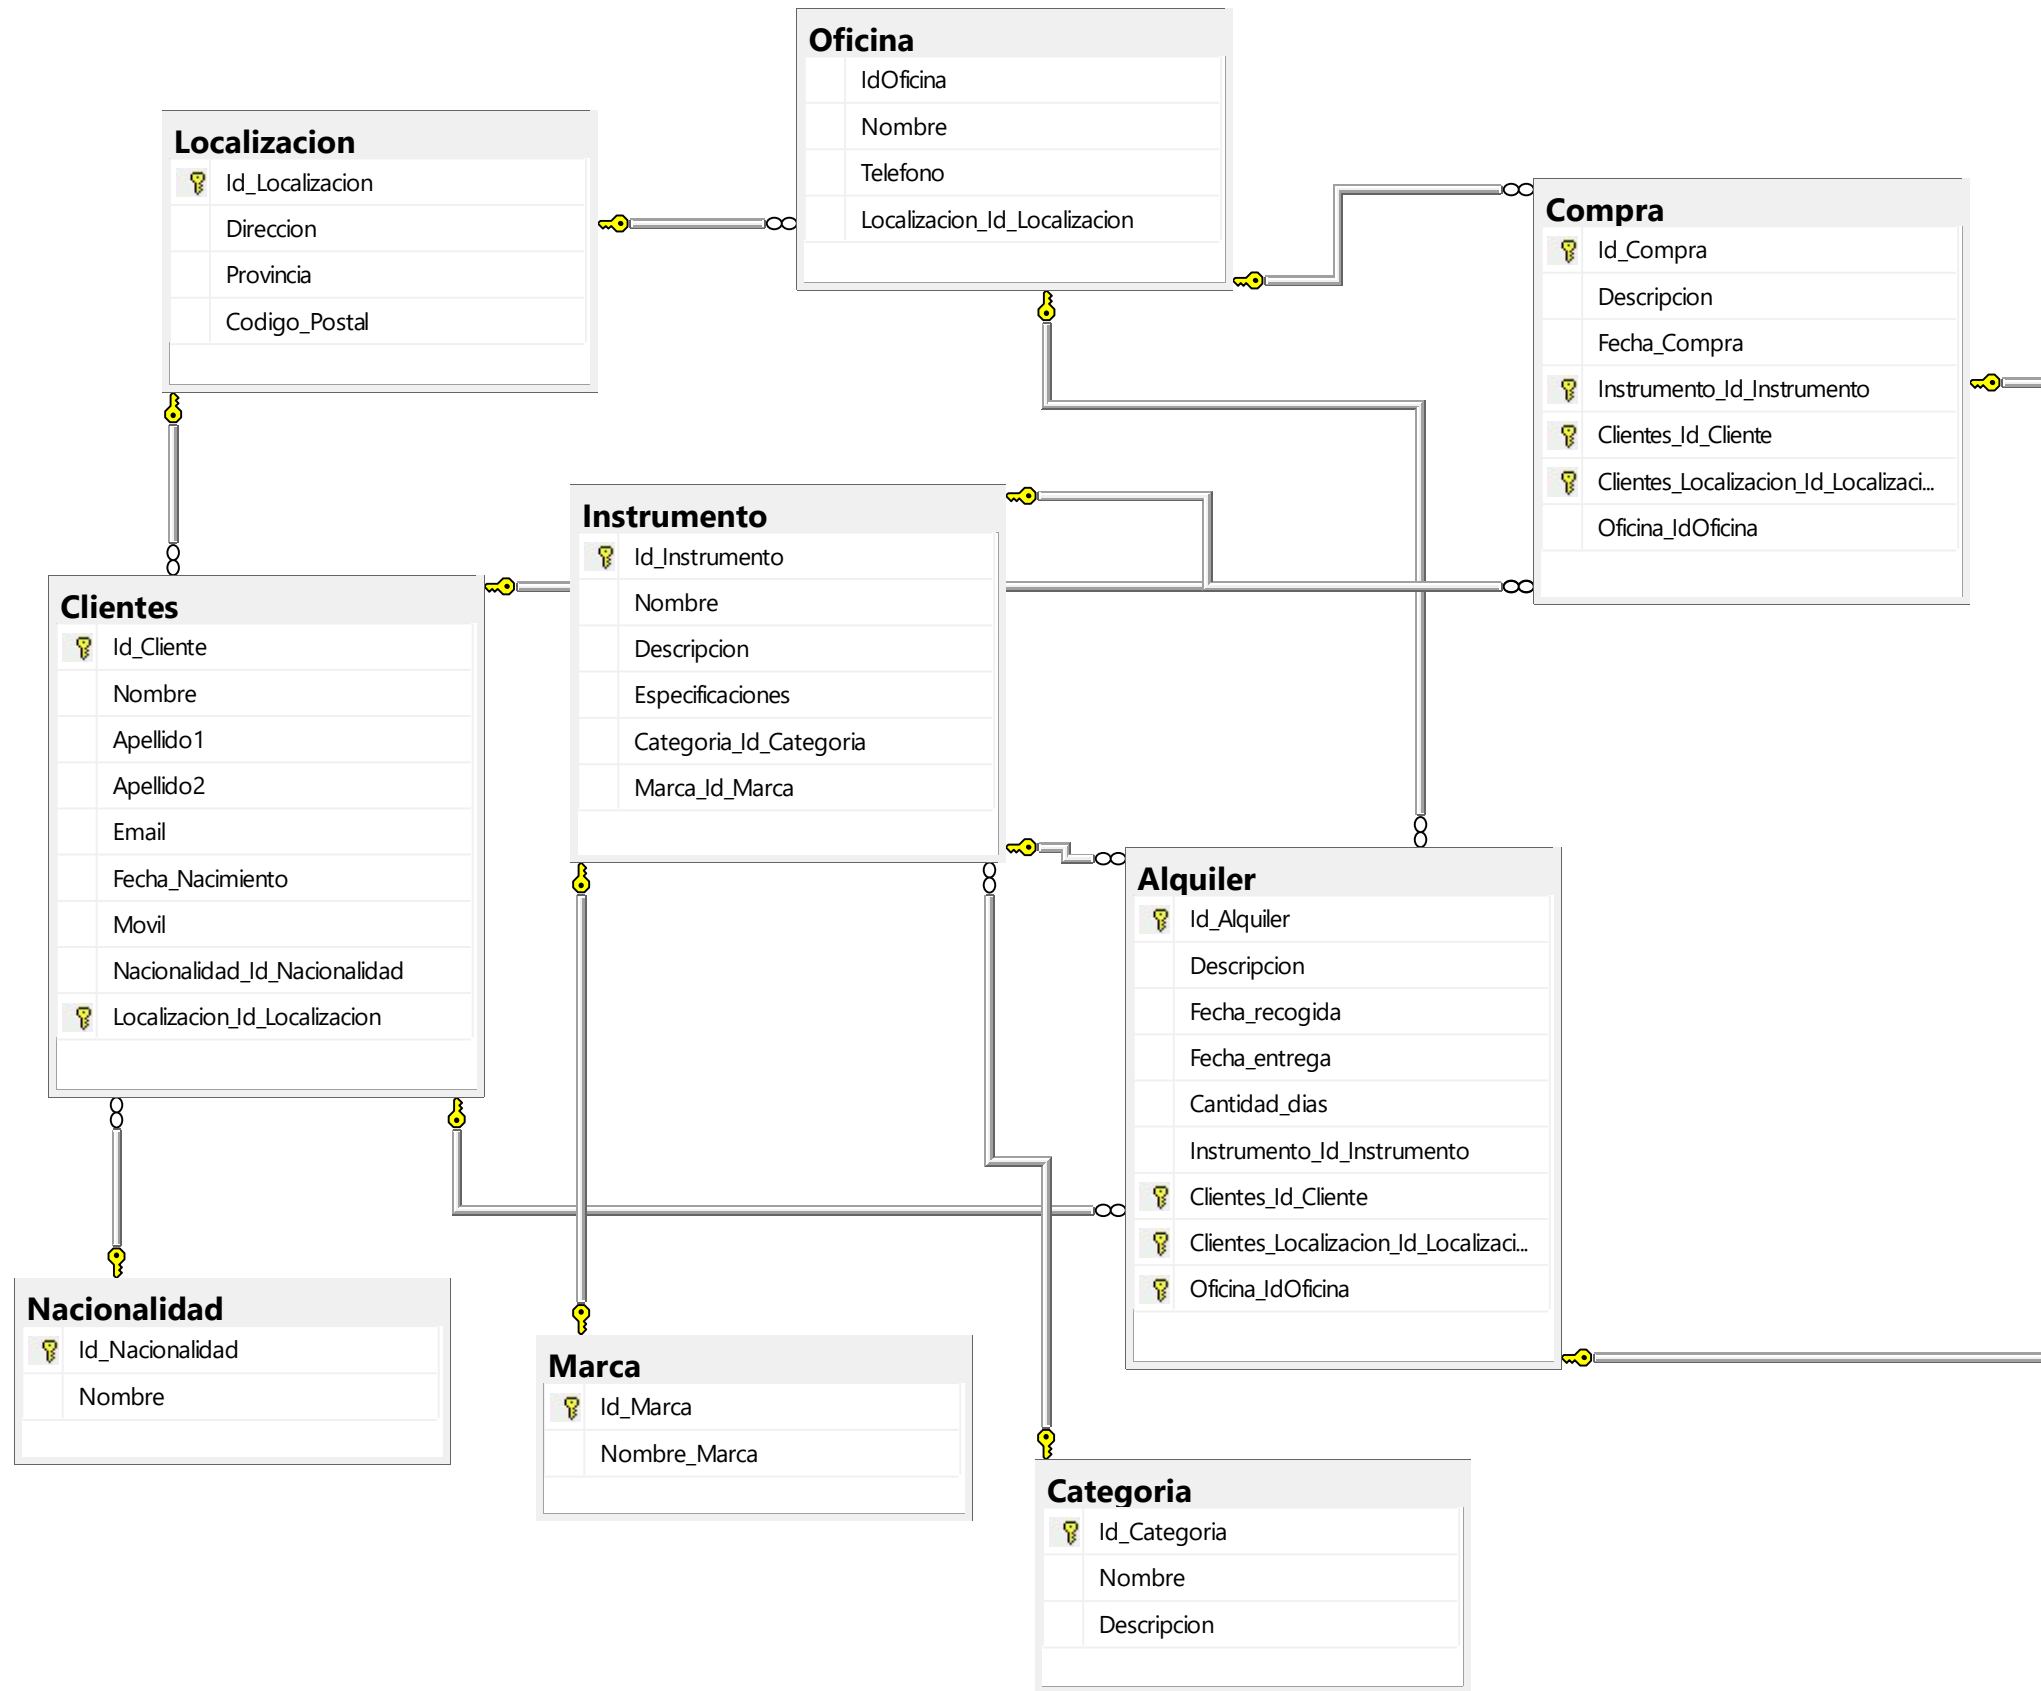 Oficina
IdOficina
Nombre
Telefono
Localizacion_Id_Localizacion
Localizacion
Id_Localizacion
Direccion
Provincia
Codigo_Postal
Compra
Id_Compra
Descripcion
Fecha_Compra
Instrumento_Id_Instrumento
Clientes_Id_Cliente
Clientes_Localizacion_Id_Localizaci...
Oficina_IdOficina
Instrumento
Id_Instrumento
Nombre
Descripcion
Especificaciones
Categoria_Id_Categoria
Marca_Id_Marca
Clientes
Id_Cliente
Nombre
Apellido1
Apellido2
Email
Fecha_Nacimiento
Movil
Nacionalidad_Id_Nacionalidad
Localizacion_Id_Localizacion
Alquiler
Id_Alquiler
Descripcion
Fecha_recogida
Fecha_entrega
Cantidad_dias
Instrumento_Id_Instrumento
Clientes_Id_Cliente
Clientes_Localizacion_Id_Localizaci...
Oficina_IdOficina
Nacionalidad
Id_Nacionalidad
Nombre
Marca
Id_Marca
Nombre_Marca
Categoria
Id_Categoria
Nombre
Descripcion